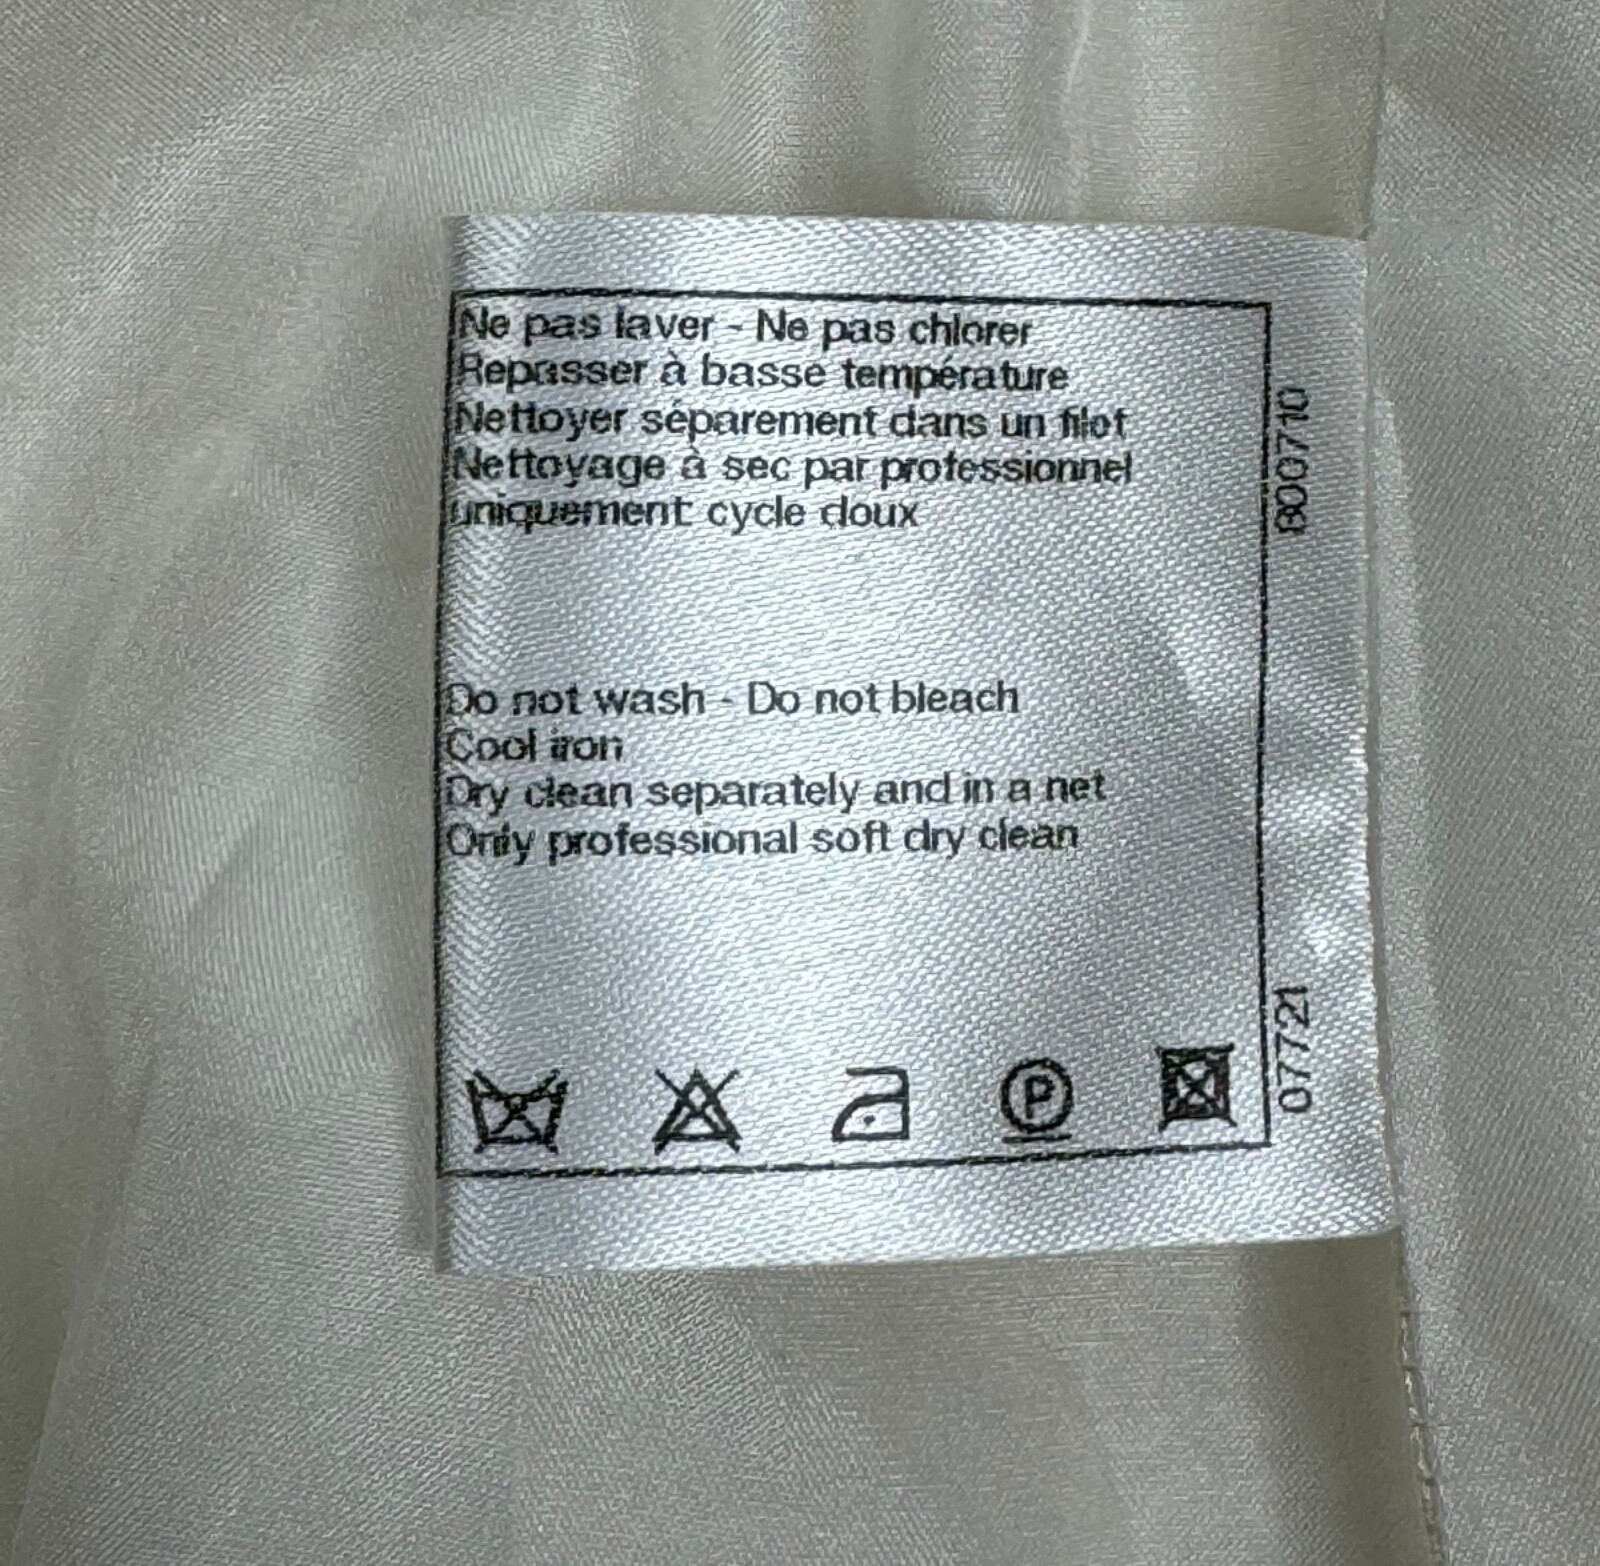 Ne pas laver - Ne pas chlorer
Repasser à basse température
Nettoyer séparement dans un filet
Nettoyage à sec par professionnel
uniquement cycle doux
Do not wash - Do not bleach
Cool iron
Dry clean separately and in a net
Only professional soft dry clean
P
B00710
07721